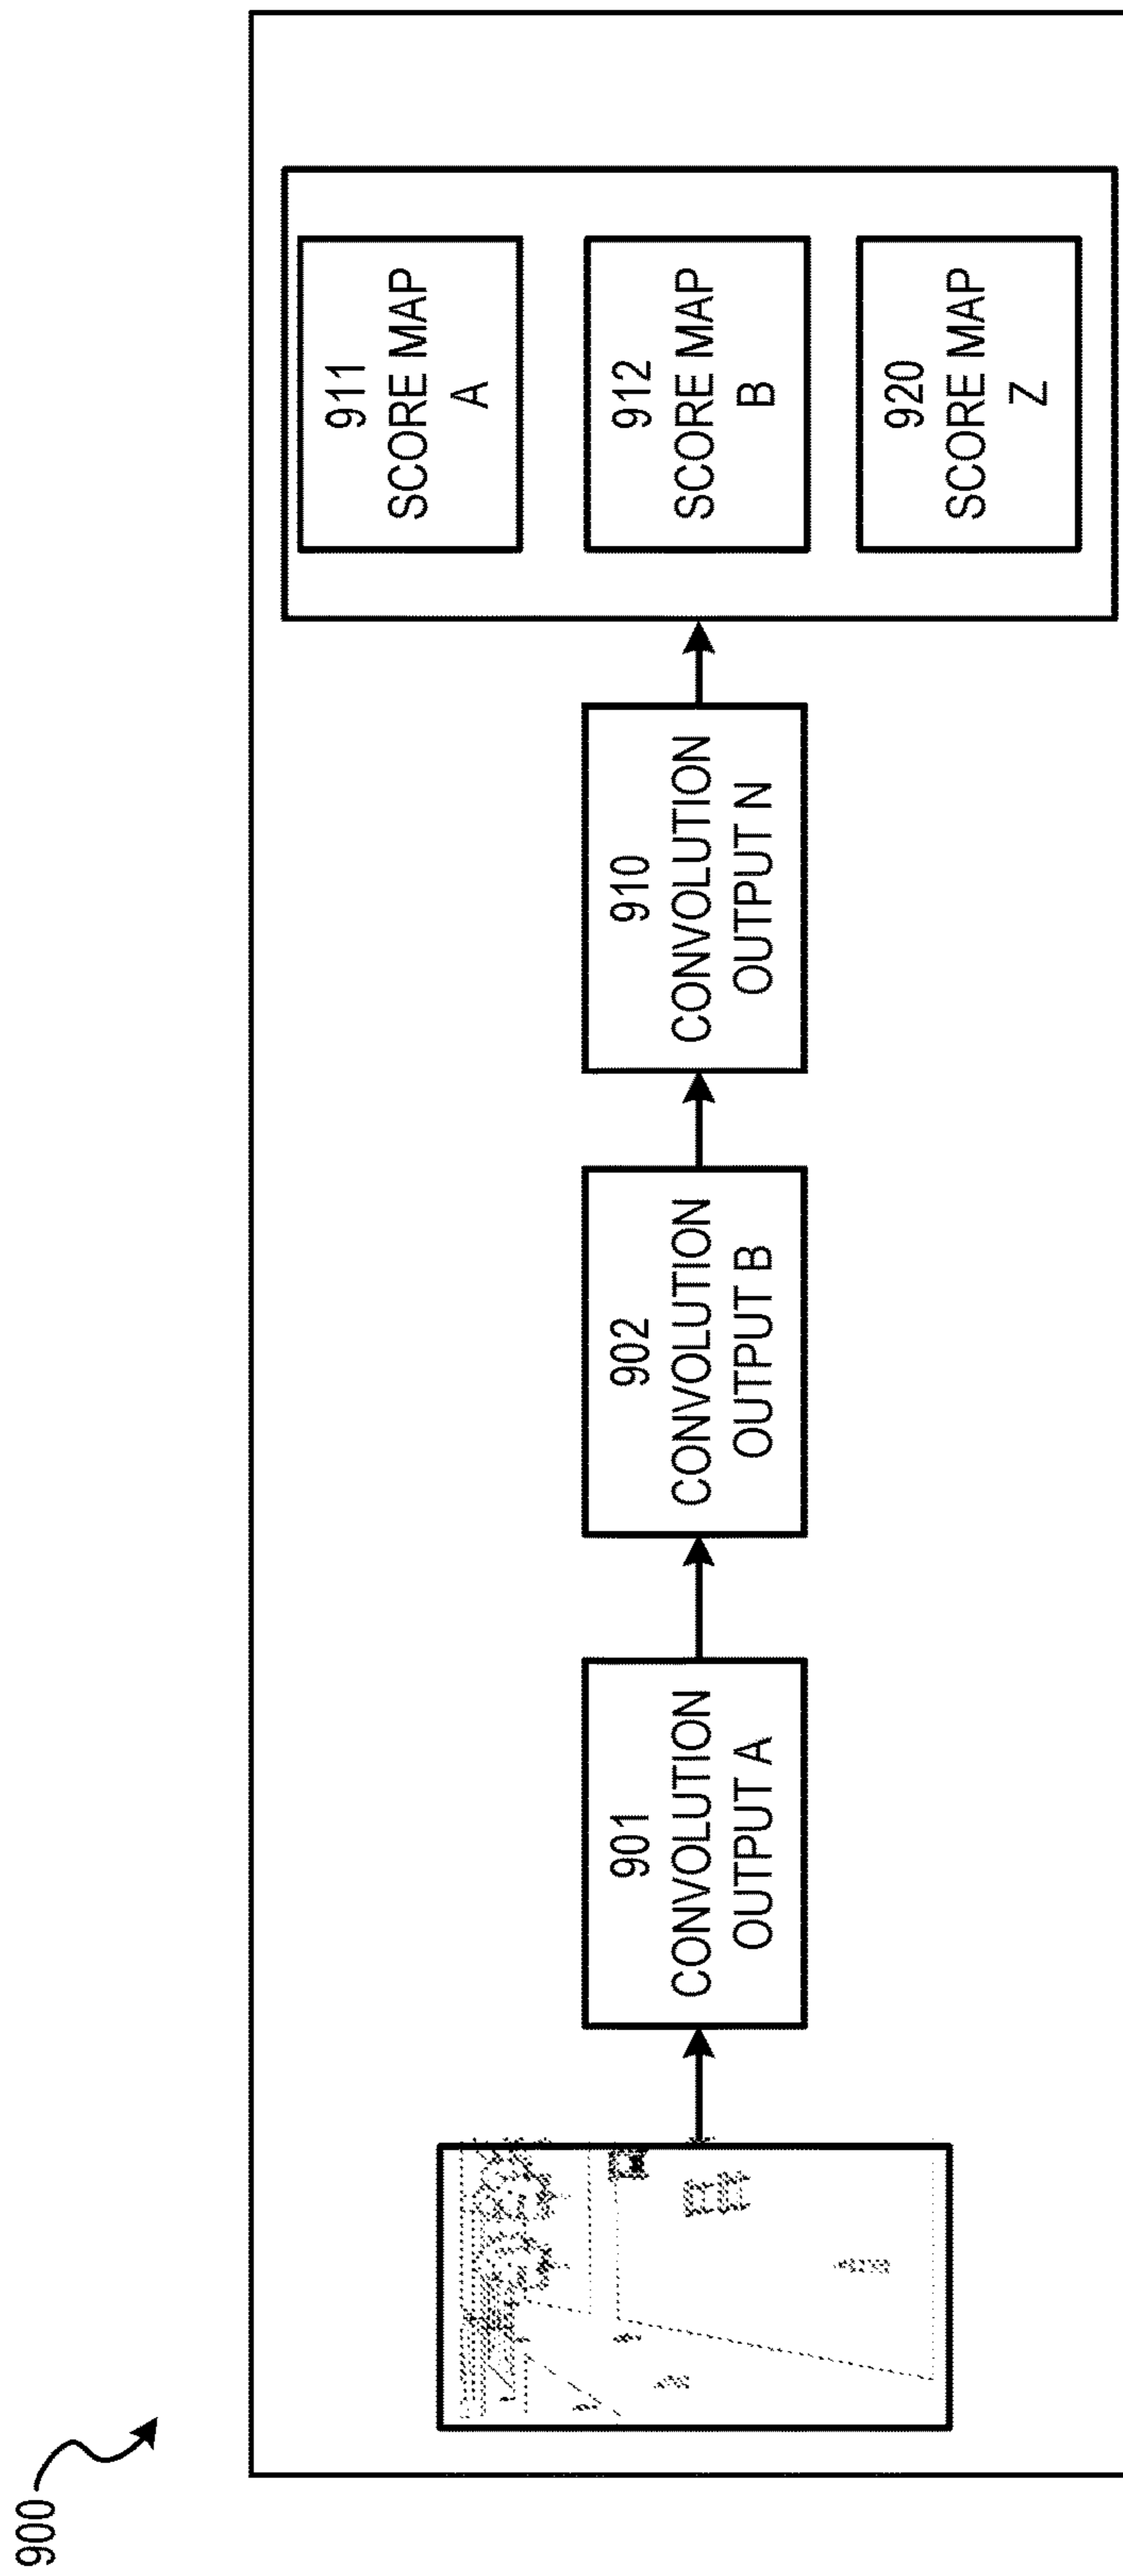 900
901
CONVOLUTION
OUTPUT A
902
CONVOLUTION
OUTPUT B
910
CONVOLUTION
OUTPUT N
911
SCORE MAP
A
912
SCORE MAP
B
920
SCORE MAP
Z